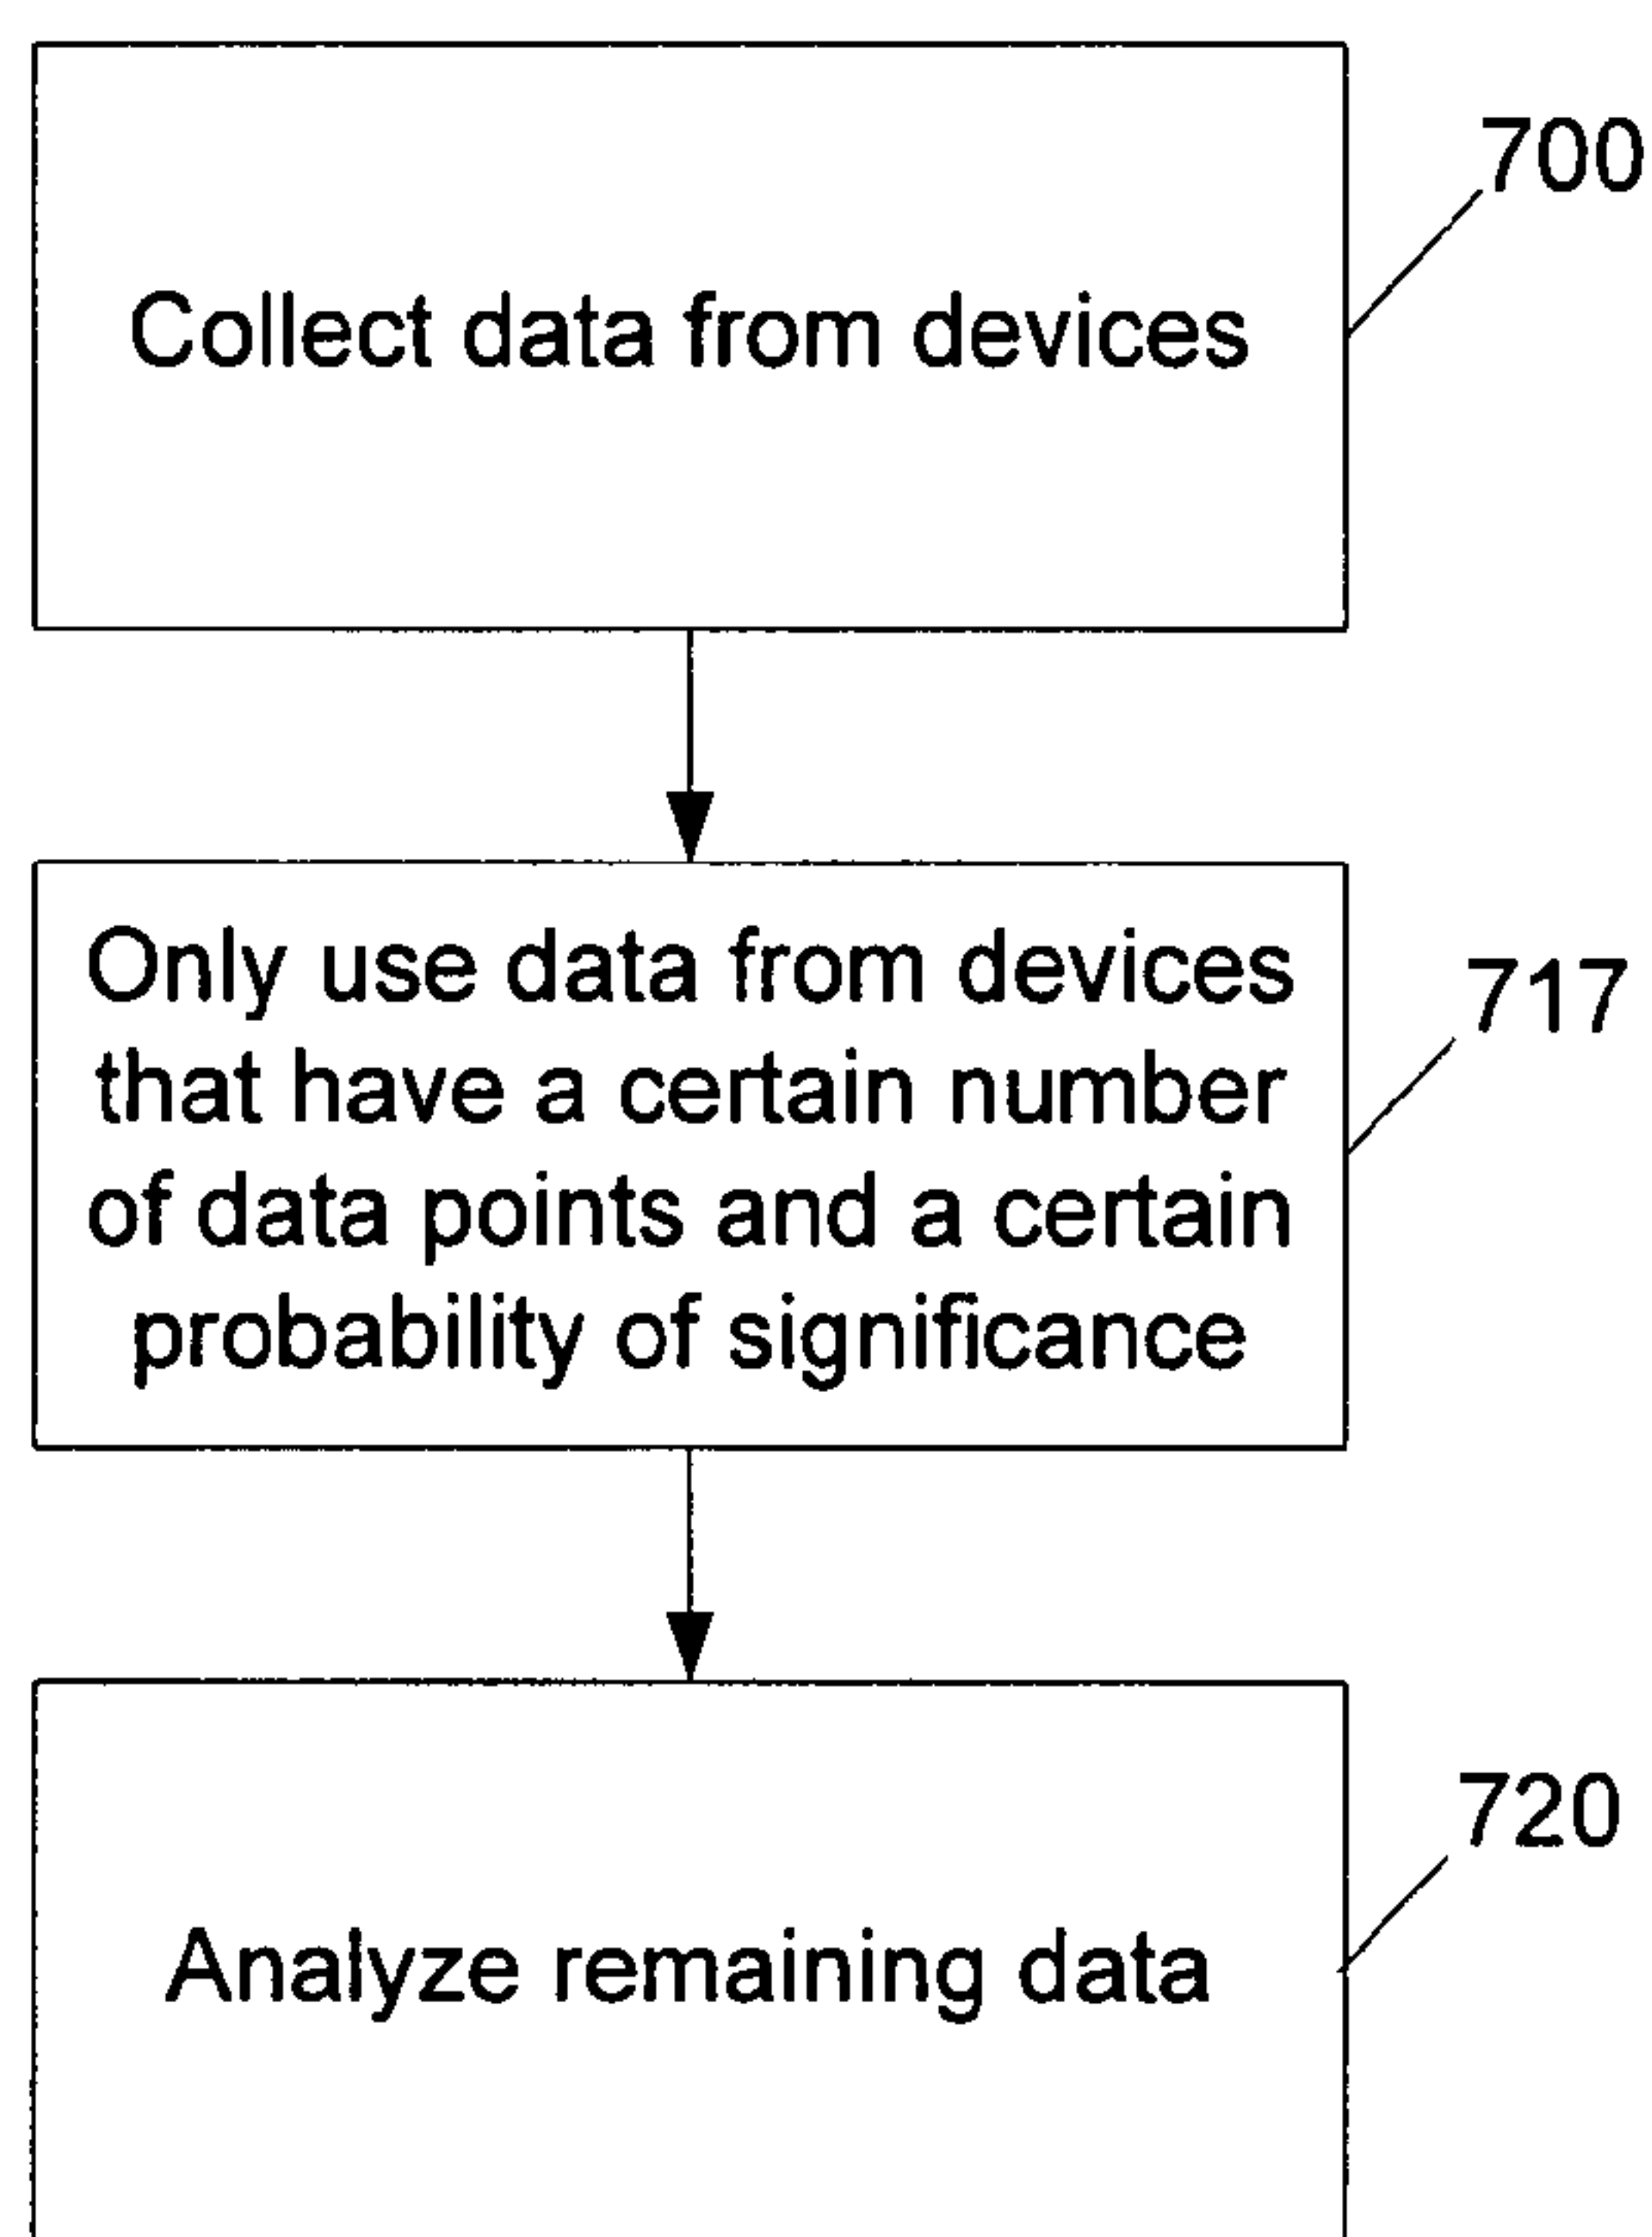 700
Collect data from devices
Only use data from devices
717
that have a certain number
of data points and a certain
probability of significance
720
Analyze remaining data